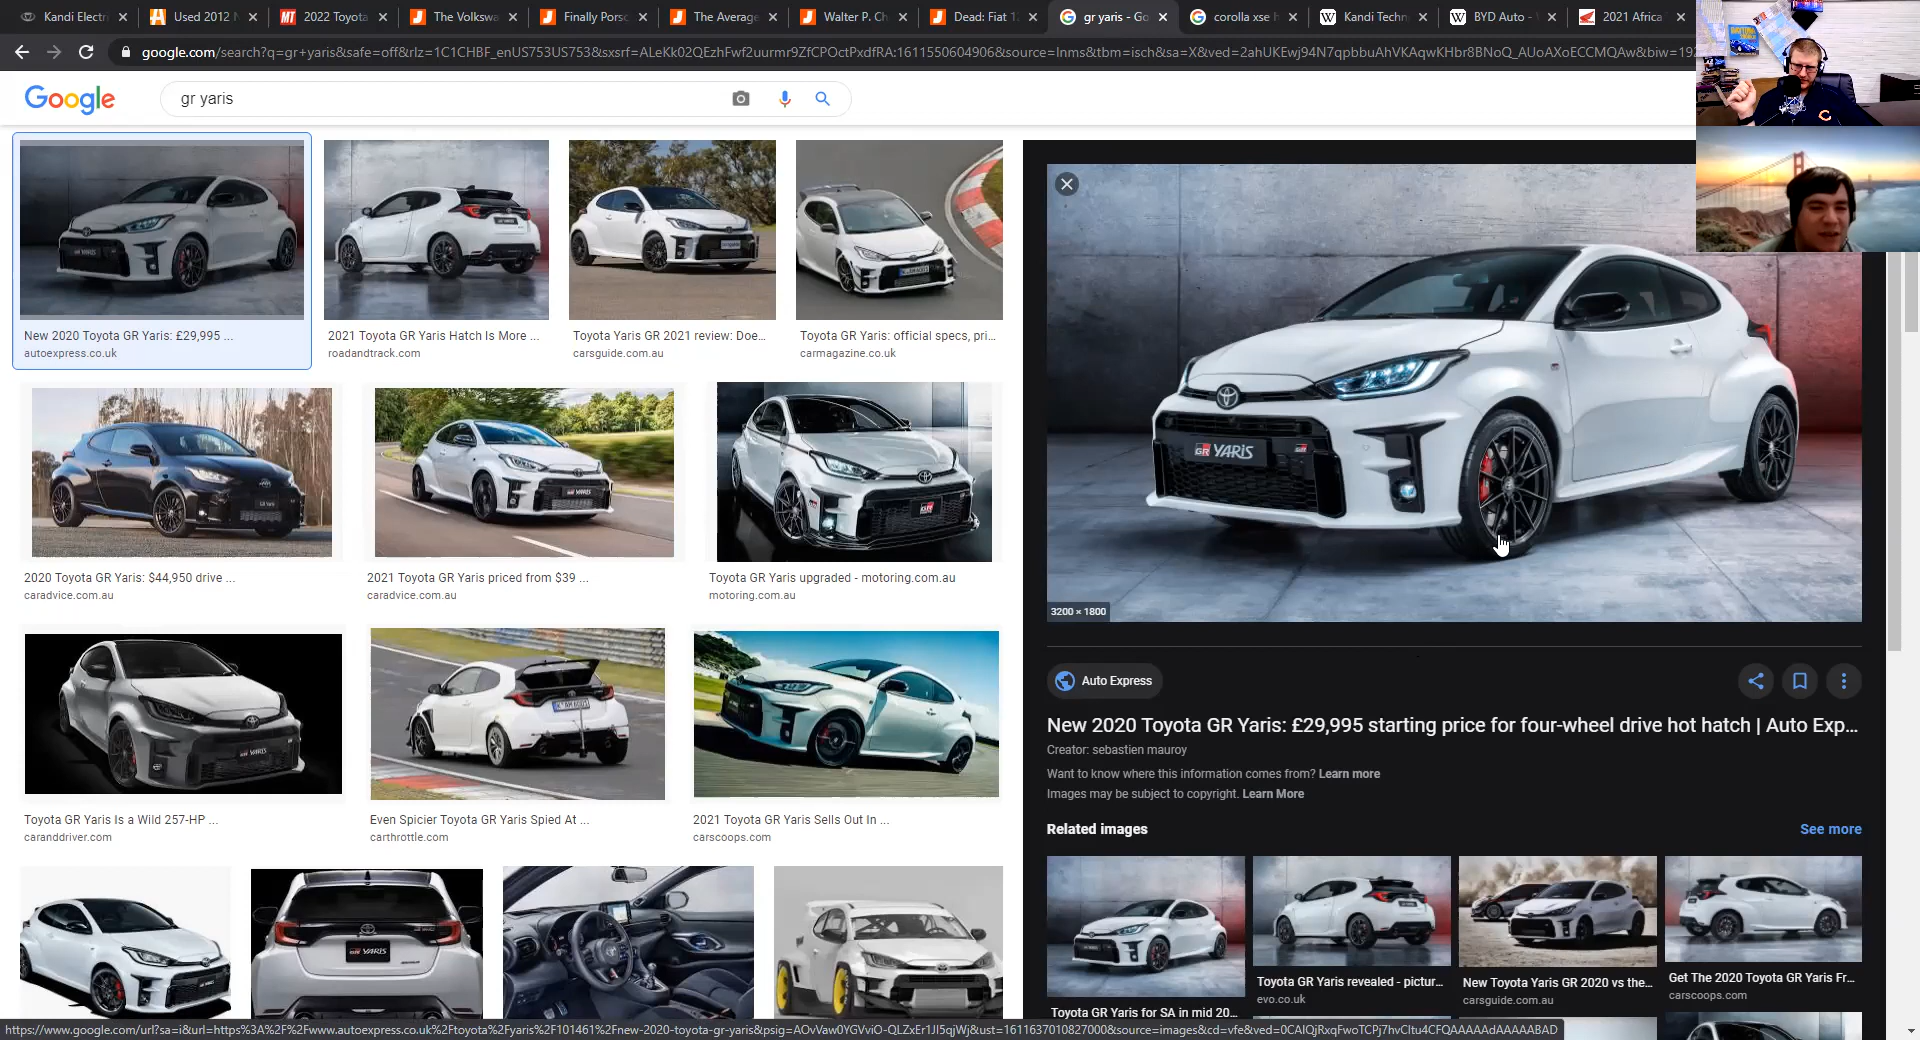 Kandi Electri
Used 2012 N
2022 Toyota
The Volkswa
Finally Porsc
The Average
Walter P. Ch
Dead: Fiat 1
gr yaris - Go
corolla xse h
Kandi Techn
BYD Auto -
2021 Africa
google.com/search?q=gr+yaris&safe=off&rlz=1C1CHBF_enUS753US753&sxsrf=ALeKk02QEzhFwf2uurmr9ZfCPOctPxdfRA:1611550604906&source=lnms&tbm=isch&sa=X&ved=2ahUKEwj94N7qpbbuAhVKAqwKHbr8BNoQ_AUoAXoECCMQAw&biw=192
Google
gr yaris
New 2020 Toyota GR Yaris: £29,995 ...
autoexpress.co.uk
2021 Toyota GR Yaris Hatch Is More ...
roadandtrack.com
Toyota Yaris GR 2021 review: Doe...
carsguide.com.au
Toyota GR Yaris: official specs, pri...
carmagazine.co.uk
2020 Toyota GR Yaris: $44,950 drive ...
caradvice.com.au
2021 Toyota GR Yaris priced from $39 ...
caradvice.com.au
Toyota GR Yaris upgraded - motoring.com.au
motoring.com.au
Toyota GR Yaris Is a Wild 257-HP ...
caranddriver.com
Even Spicier Toyota GR Yaris Spied At ...
carthrottle.com
2021 Toyota GR Yaris Sells Out In ...
carscoops.com
GR YARIS
GR YARIS
3200 × 1800
Auto Express
New 2020 Toyota GR Yaris: £29,995 starting price for four-wheel drive hot hatch | Auto Exp...
Creator: sebastien mauroy
Want to know where this information comes from? Learn more
Images may be subject to copyright. Learn More
Related images
See more
Toyota GR Yaris for SA in mid 20...
Toyota GR Yaris revealed - pictur...
evo.co.uk
New Toyota Yaris GR 2020 vs the...
carsguide.com.au
Get The 2020 Toyota GR Yaris Fr...
carscoops.com
https://www.google.com/url?sa=i&url=https%3A%2F%2Fwww.autoexpress.co.uk%2Ftoyota%2Fyaris%2F101461%2Fnew-2020-toyota-gr-yaris&psig=AOvVaw0YGVviO-QLZxEr1JI5qjWj&ust=1611637010827000&source=images&cd=vfe&ved=0CAIQjRxqFwoTCPj7hvCltu4CFQAAAAAdAAAAABAD